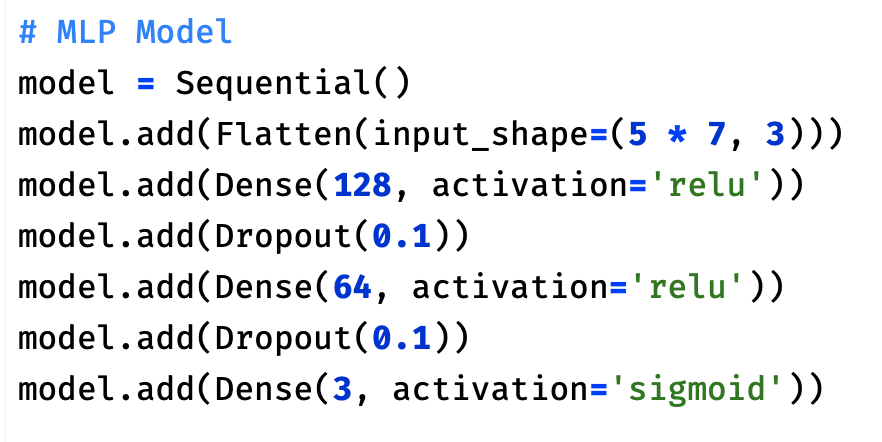 # MLP Model
model = Sequential()
model.add(Flatten(input_shape=(5 * 7, 3)))
model.add(Dense(128, activation='relu'))
model.add(Dropout(0.1))
model.add(Dense(64, activation='relu'))
model.add(Dropout(0.1))
model.add(Dense(3, activation='sigmoid'))